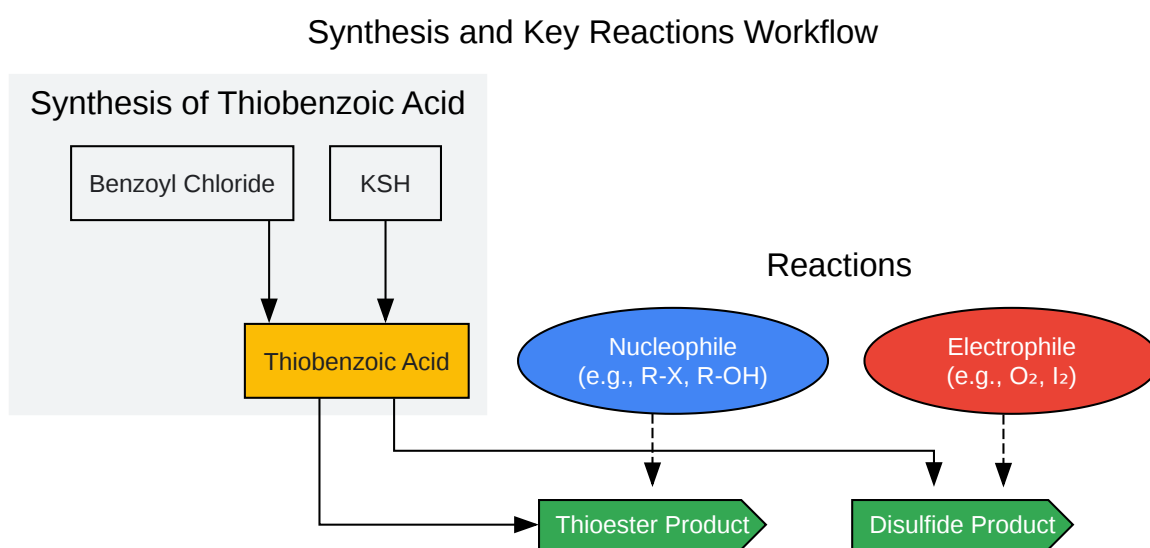 Synthesis and Key Reactions Workflow
Synthesis of Thiobenzoic Acid
Benzoyl Chloride
KSH
Reactions
Thiobenzoic Acid
Nucleophile
(e.g., R-X, R-OH)
Electrophile
(e.g., O₂, I₂)
Thioester Product
Disulfide Product